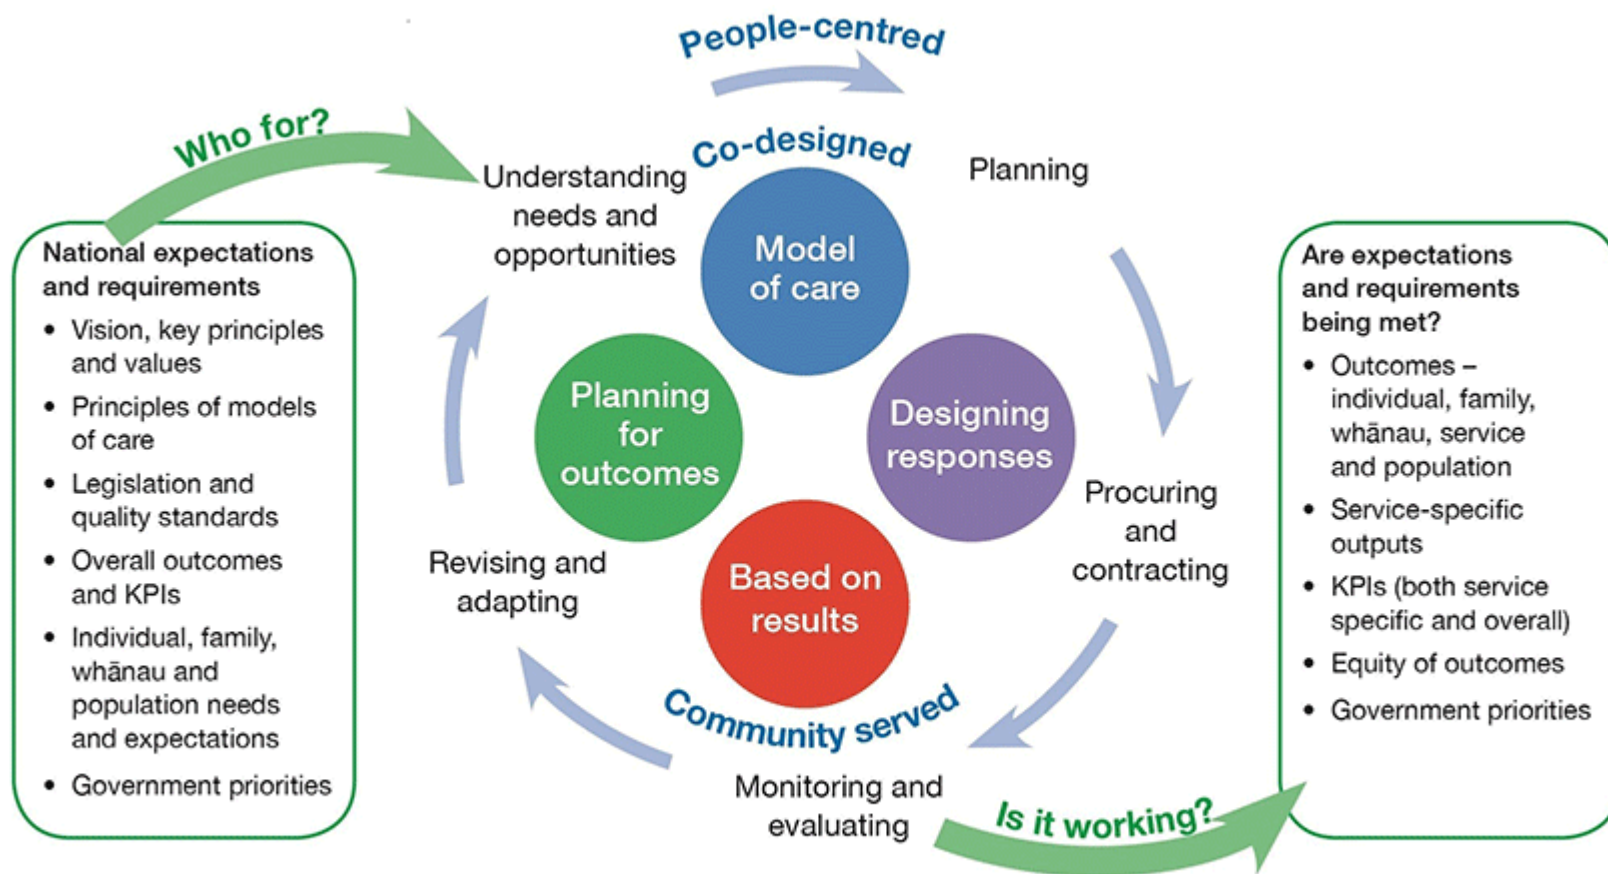 People-centred
Who for?
Co-designed
Understanding
needs and
opportunities
Planning
Model
of care
National expectations
and requirements
• Vision, key principles
and values
• Principles of models
of care
• Legislation and
quality standards
• Overall outcomes
and KPIs
• Individual, family,
whānau and
population needs
and expectations
• Government priorities
Planning
for
outcomes
Designing
responses
Based on
results
Procuring
and
contracting
Revising and
adapting
Community served
Monitoring and
evaluating
Is it working?
Are expectations
and requirements
being met?
• Outcomes –
individual, family,
whānau, service
and population
• Service-specific
outputs
• KPIs (both service
specific and overall)
• Equity of outcomes
• Government priorities